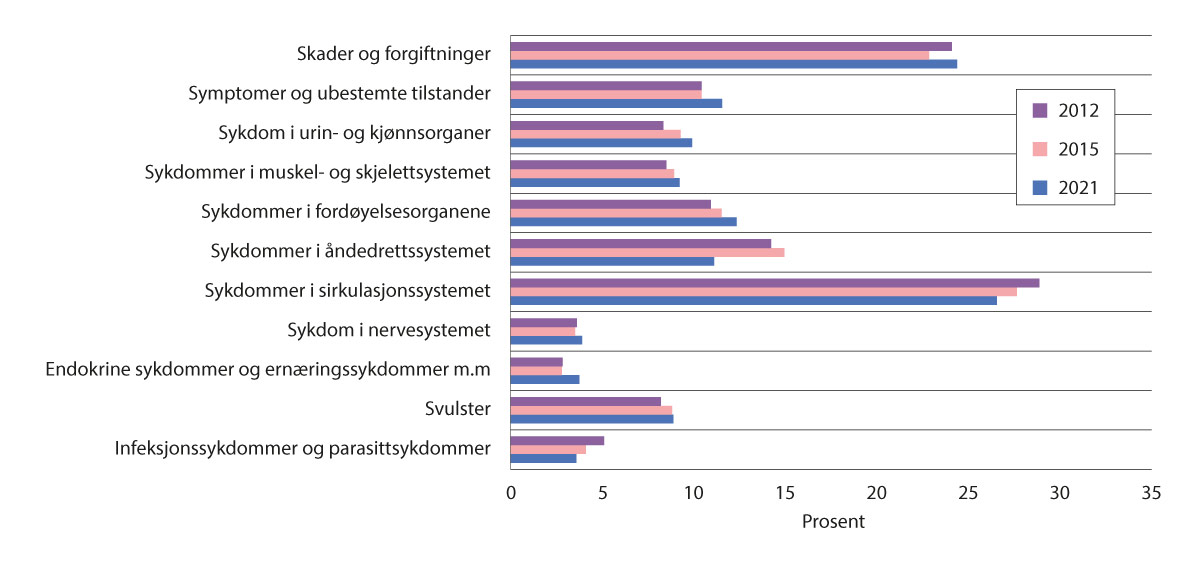 Skader og forgiftninger
Symptomer og ubestemte tilstander
Sykdom i urin- og kjønnsorganer
Sykdommer i muskel- og skjelettsystemet
Sykdommer i fordøyelsesorganene
Sykdommer i åndedrettssystemet
Sykdommer i sirkulasjonssystemet
Sykdom i nervesystemet
Endokrine sykdommer og ernæringssykdommer m.m
Svulster
Infeksjonssykdommer og parasittsykdommer
2012
2015
2021
0 5 10 15 20 25 30 35
Prosent